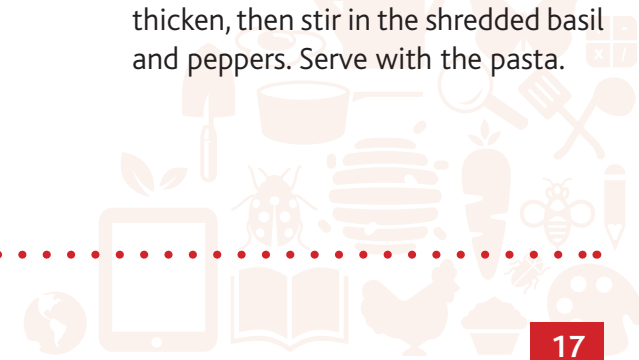 thicken, then stir in the shredded basil
and peppers. Serve with the pasta.
17